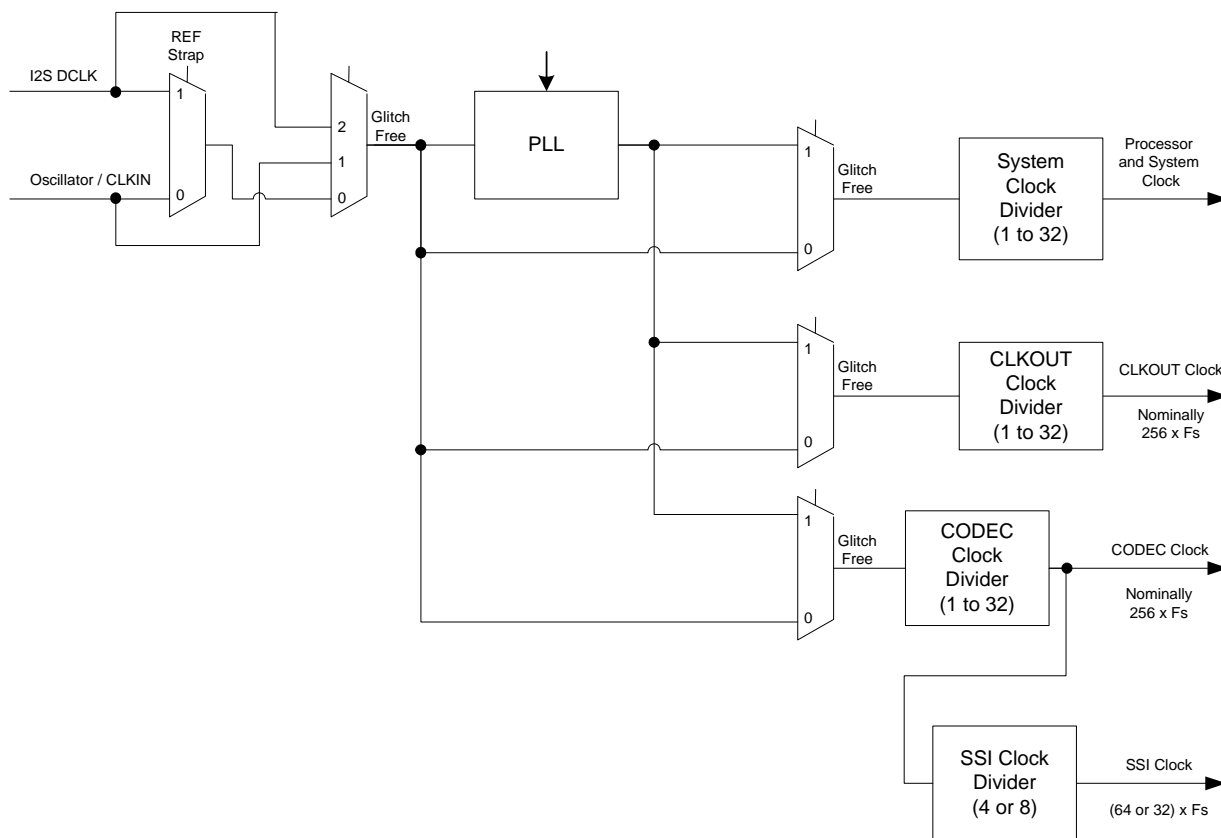 REF
Strap
I2S DCLK
1
0
Oscillator / CLKIN
2
1
0
Glitch
Free
PLL
1
0
Glitch
Free
System
Clock
Divider
(1 to 32)
Processor
and System
Clock
1
0
Glitch
Free
CLKOUT
Clock
Divider
(1 to 32)
CLKOUT Clock
Nominally
256 x Fs
1
0
Glitch
Free
CODEC
Clock
Divider
(1 to 32)
CODEC Clock
Nominally
256 x Fs
SSI Clock
Divider
(4 or 8)
SSI Clock
(64 or 32) x Fs